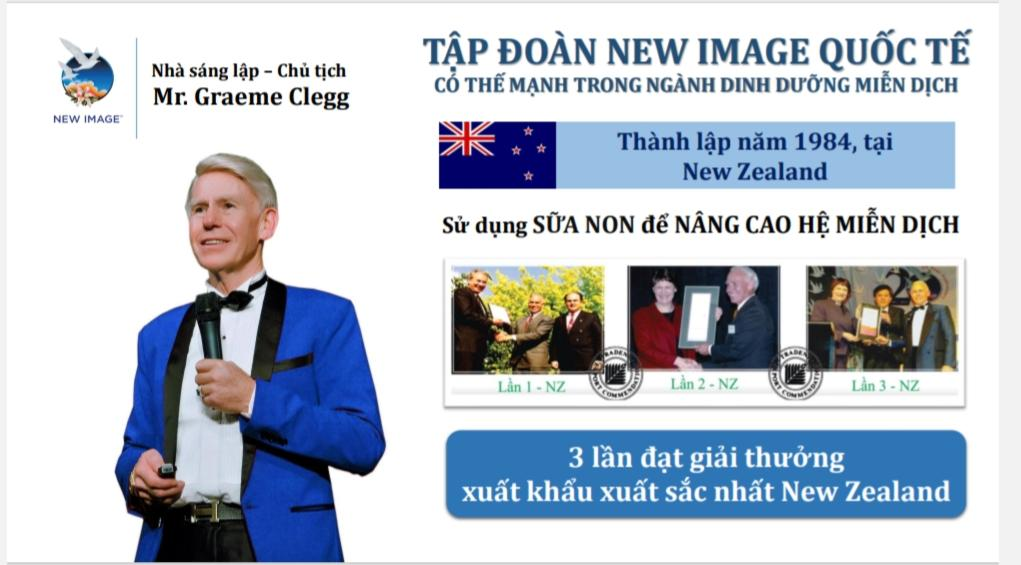 NEW IMAGE
Nhà sáng lập – Chủ tịch
Mr. Graeme Clegg
TẬP ĐOÀN NEW IMAGE QUỐC TẾ
CÓ THẾ MẠNH TRONG NGÀNH DINH DƯỠNG MIỄN DỊCH
Thành lập năm 1984, tại
New Zealand
Sử dụng SỮA NON để NÂNG CAO HỆ MIỄN DỊCH
Lần 1 - NZ
Lần 2 - NZ
Lần 3 - NZ
3 lần đạt giải thưởng
xuất khẩu xuất sắc nhất New Zealand